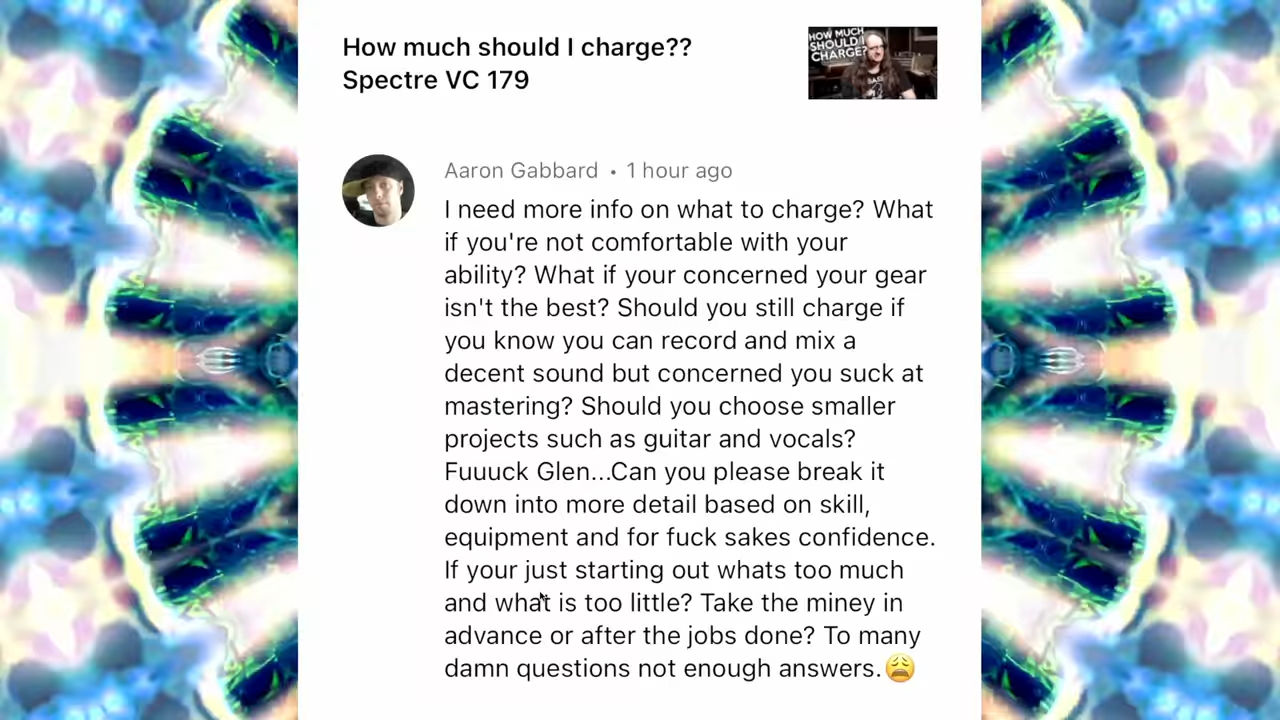 How much should I charge??
Spectre VC 179
HOW MUCH
SHOULD I
CHARGE?
Aaron Gabbard • 1 hour ago
I need more info on what to charge? What
if you're not comfortable with your
ability? What if your concerned your gear
isn't the best? Should you still charge if
you know you can record and mix a
decent sound but concerned you suck at
mastering? Should you choose smaller
projects such as guitar and vocals?
Fuuuck Glen...Can you please break it
down into more detail based on skill,
equipment and for fuck sakes confidence.
If your just starting out whats too much
and what is too little? Take the miney in
advance or after the jobs done? To many
damn questions not enough answers.😩